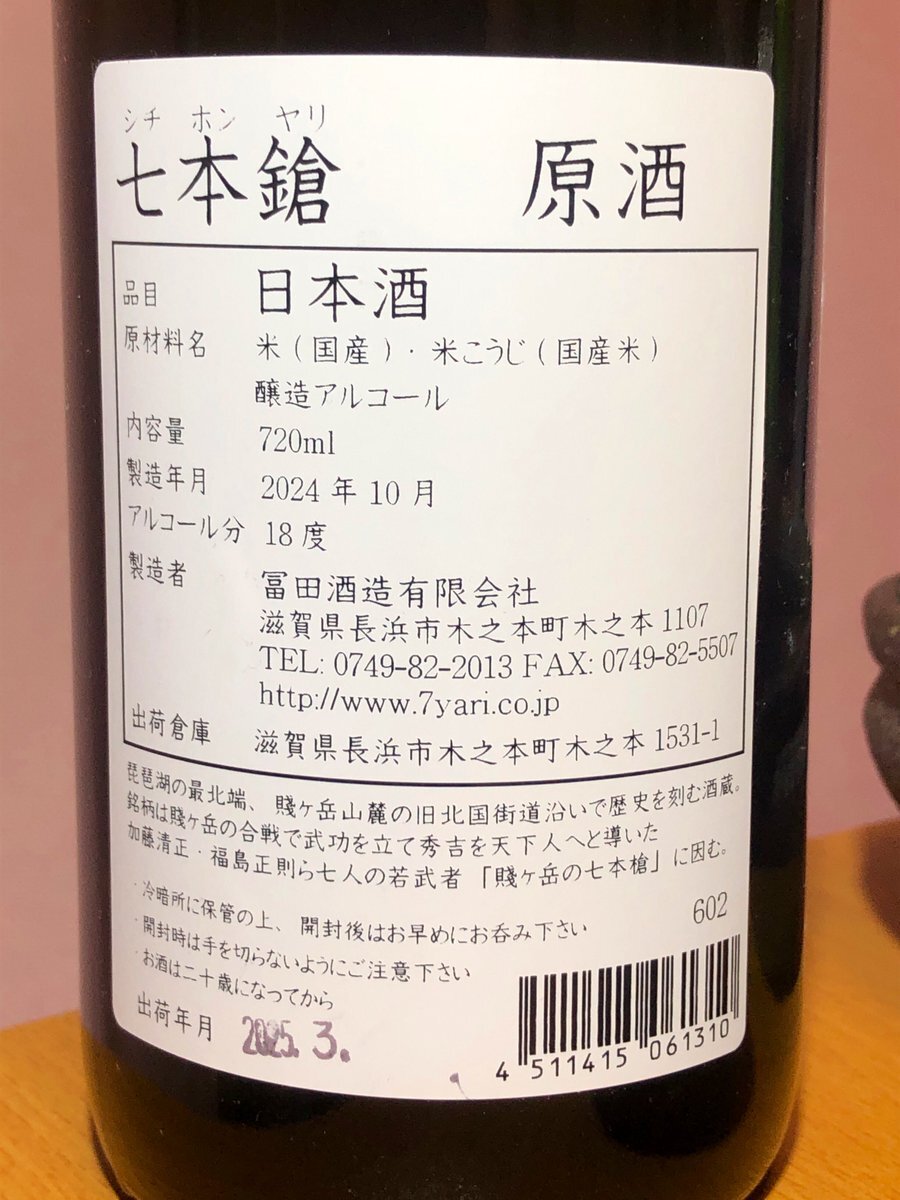 シチ ホン ヤリ
七本鎗 原酒
品目 日本酒
原材料名 米(国産)・米こうじ(国産米)
醸造アルコール
内容量 720ml
製造年月 2024年10月
アルコール分 18度
製造者 冨田酒造有限会社
滋賀県長浜市木之本町木之本1107
TEL: 0749-82-2013 FAX: 0749-82-5507
http://www.7yari.co.jp
出荷倉庫 滋賀県長浜市木之本町木之本1531-1
琵琶湖の最北端、賤ヶ岳山麓の旧北国街道沿いで歴史を刻む酒蔵。
銘柄は賤ヶ岳の合戦で武功を立て秀吉を天下人へと導いた
加藤清正・福島正則ら七人の若武者「賤ヶ岳の七本槍」に因む。
・冷暗所に保管の上、開封後はお早めにお呑み下さい
・開封時は手を切らないようにご注意下さい
・お酒は二十歳になってから
602
出荷年月 2025.3.
4 511415 061310